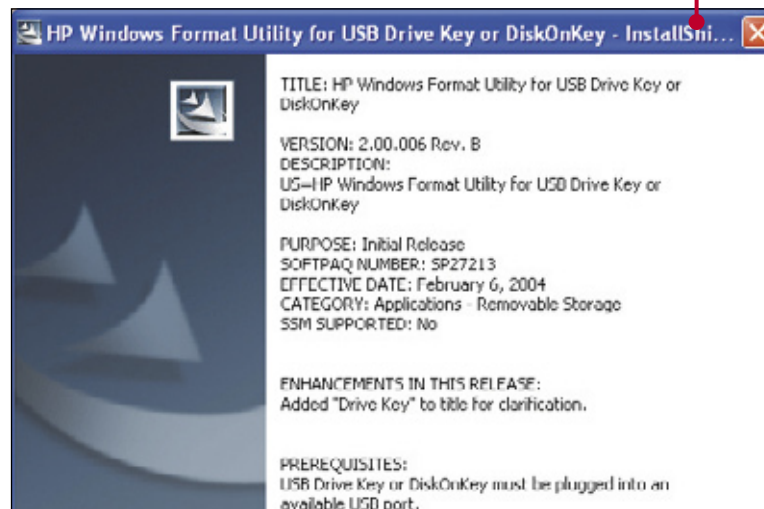 HP Windows Format Utility for USB Drive Key or DiskOnKey - InstallShi...
TITLE: HP Windows Format Utility for USB Drive Key or
DiskOnKey
VERSION: 2.00.006 Rev. B
DESCRIPTION:
US-HP Windows Format Utility for USB Drive Key or
DiskOnKey
PURPOSE: Initial Release
SOFTPAQ NUMBER: SP27213
EFFECTIVE DATE: February 6, 2004
CATEGORY: Applications - Removable Storage
SSM SUPPORTED: No
ENHANCEMENTS IN THIS RELEASE:
Added "Drive Key" to title for clarification.
PREREQUISITES:
USB Drive Key or DiskOnKey must be plugged into an
available USB port.